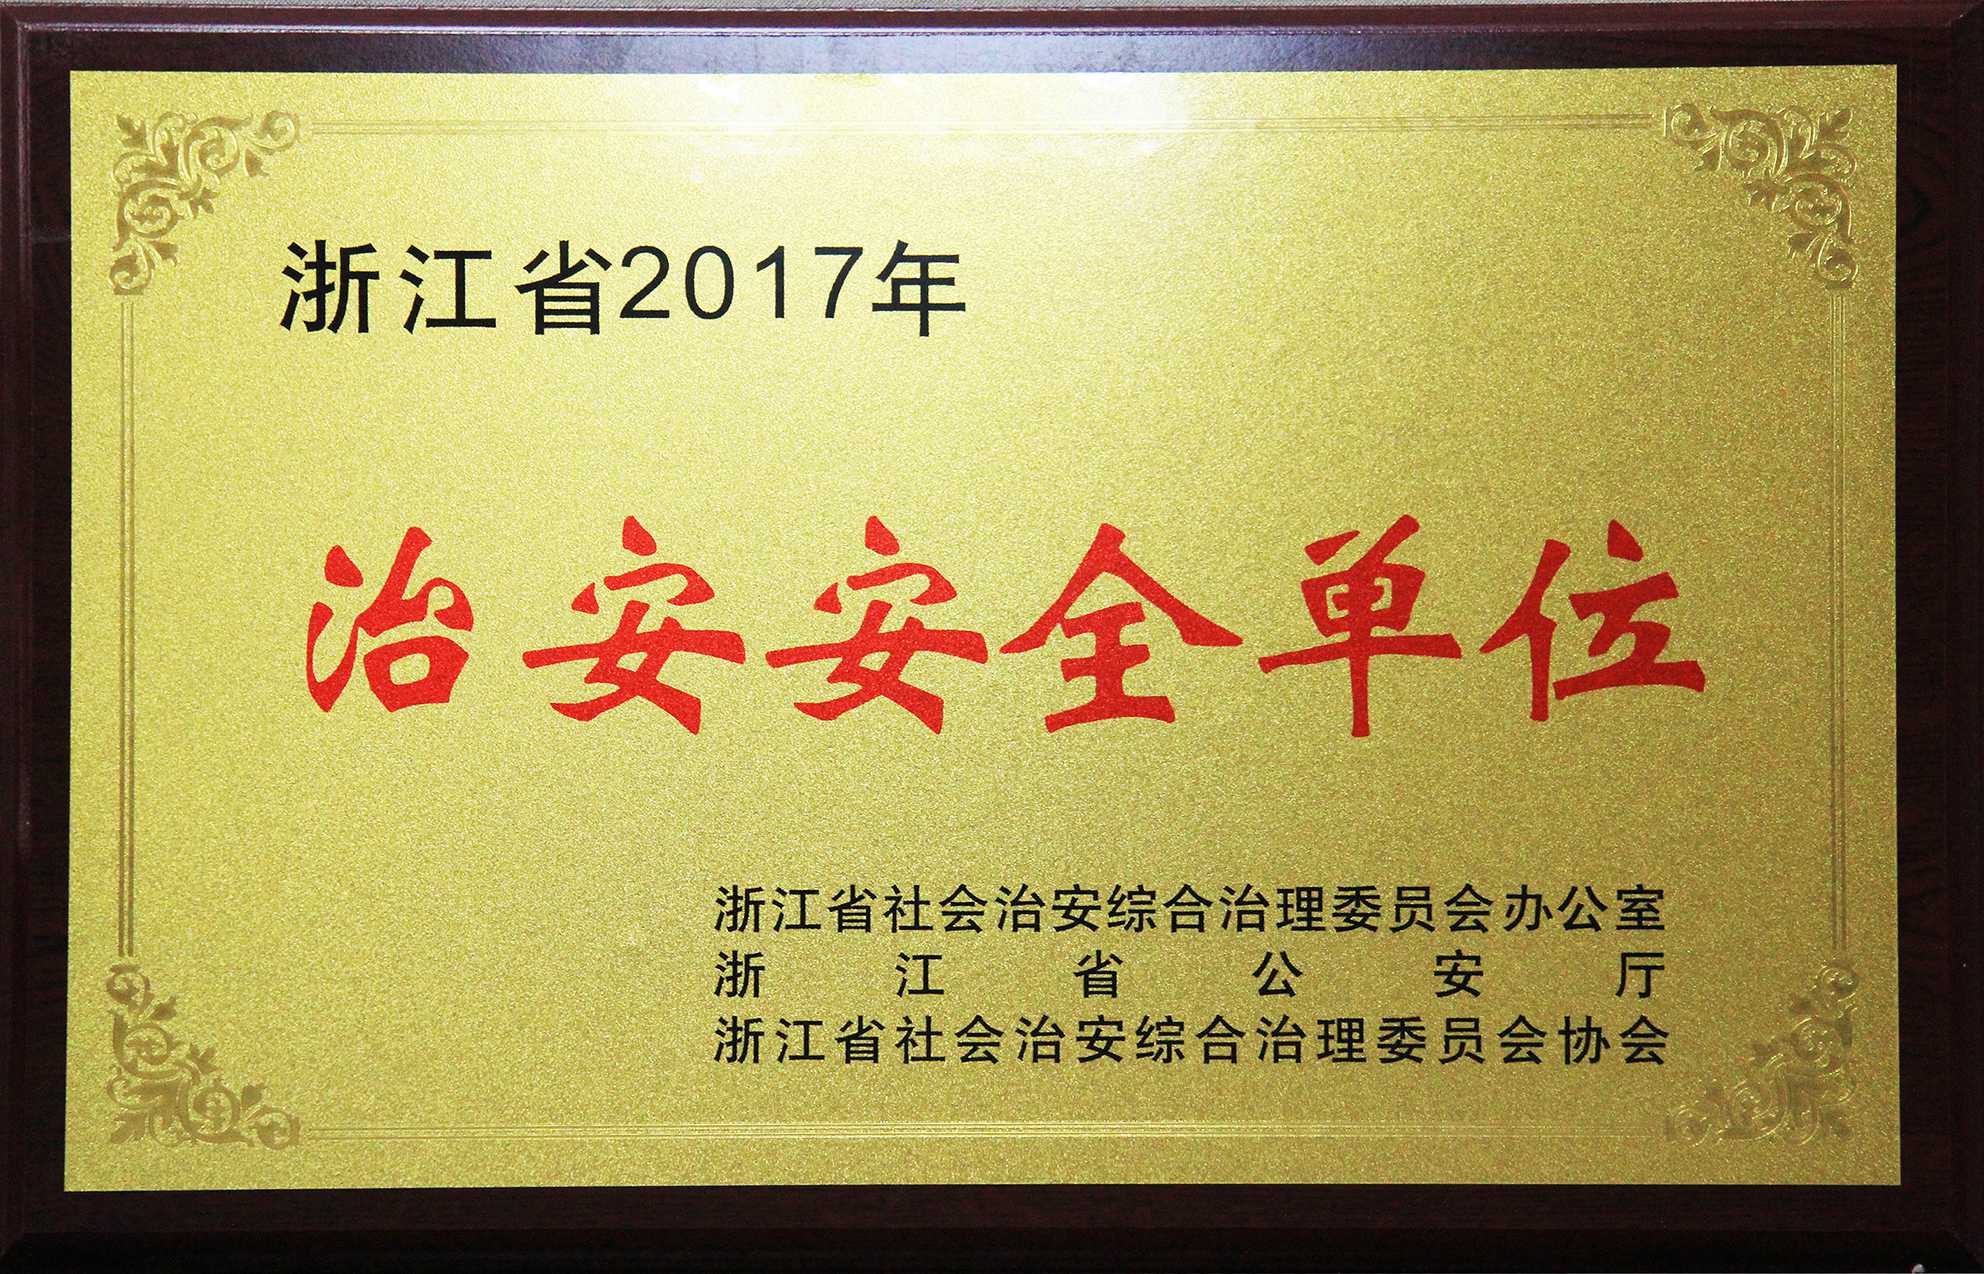 浙江省2017年
治安安全单位
浙江省社会治安综合治理委员会办公室
浙江省公安厅
浙江省社会治安综合治理委员会协会